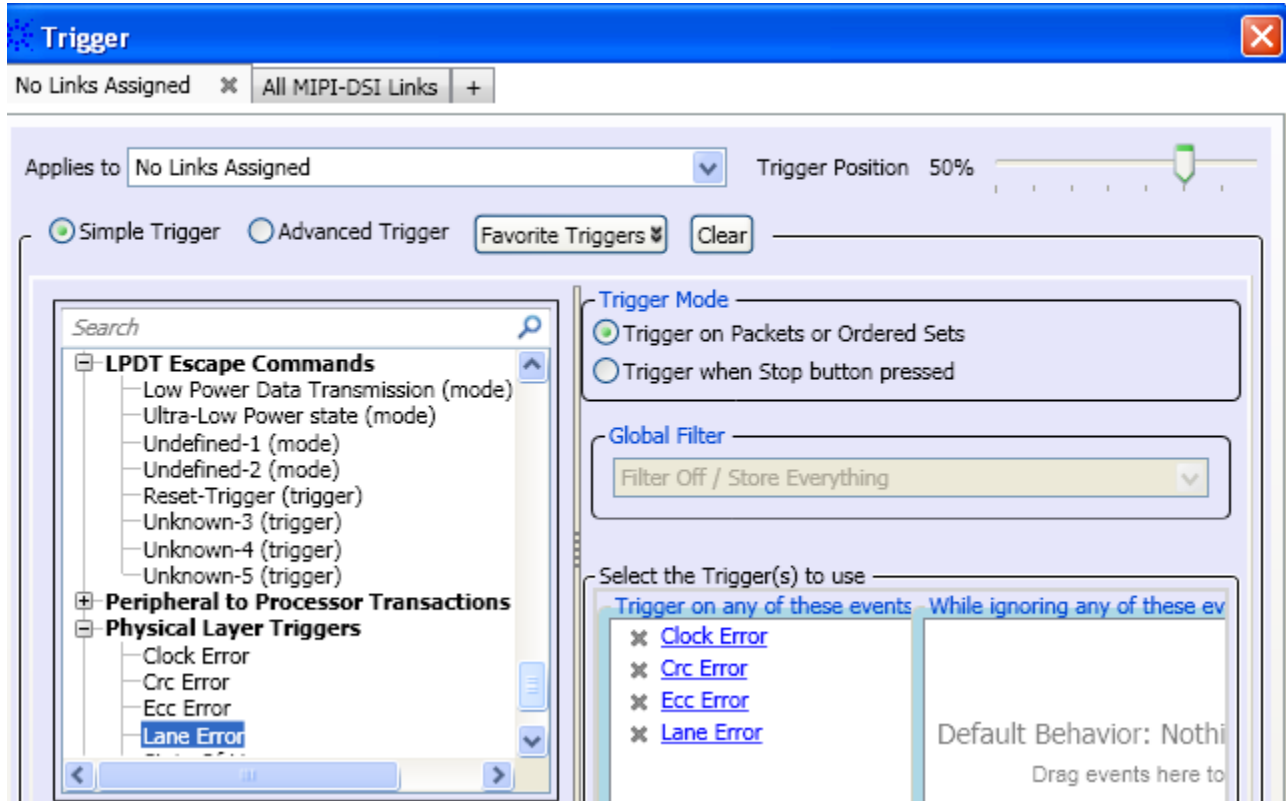 Trigger
No Links Assigned
All MIPI-DSI Links
+
Applies to No Links Assigned
Trigger Position 50%
Simple Trigger Advanced Trigger Favorite Triggers Clear
Search
LPDT Escape Commands
Low Power Data Transmission (mode)
Ultra-Low Power state (mode)
Undefined-1 (mode)
Undefined-2 (mode)
Reset-Trigger (trigger)
Unknown-3 (trigger)
Unknown-4 (trigger)
Unknown-5 (trigger)
Peripheral to Processor Transactions
Physical Layer Triggers
Clock Error
Crc Error
Ecc Error
Lane Error
Trigger Mode
Trigger on Packets or Ordered Sets
Trigger when Stop button pressed
Global Filter
Filter Off / Store Everything
Select the Trigger(s) to use
Trigger on any of these events
Clock Error
Crc Error
Ecc Error
Lane Error
While ignoring any of these ev
Default Behavior: Nothi
Drag events here to